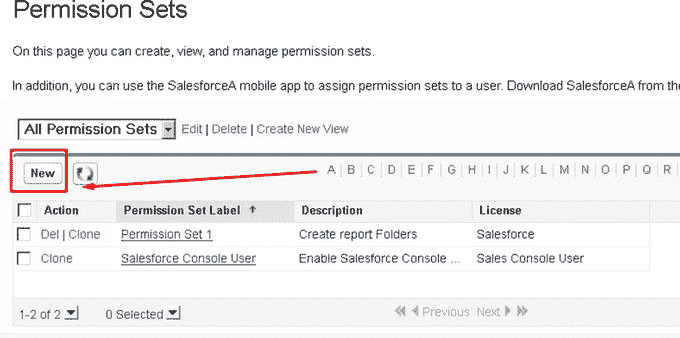 Permission Sets
On this page you can create, view, and manage permission sets.
In addition, you can use the SalesforceA mobile app to assign permission sets to a user. Download SalesforceA from the
All Permission Sets Edit | Delete | Create New View
New A | B | C | D | E | F | G | H | I | J | K | L | M | N | O | P | Q | R
Action Permission Set Label ↑ Description License
Del | Clone Permission Set 1 Create report Folders Salesforce
Clone Salesforce Console User Enable Salesforce Console ... Sales Console User
1-2 of 2 0 Selected Previous Next